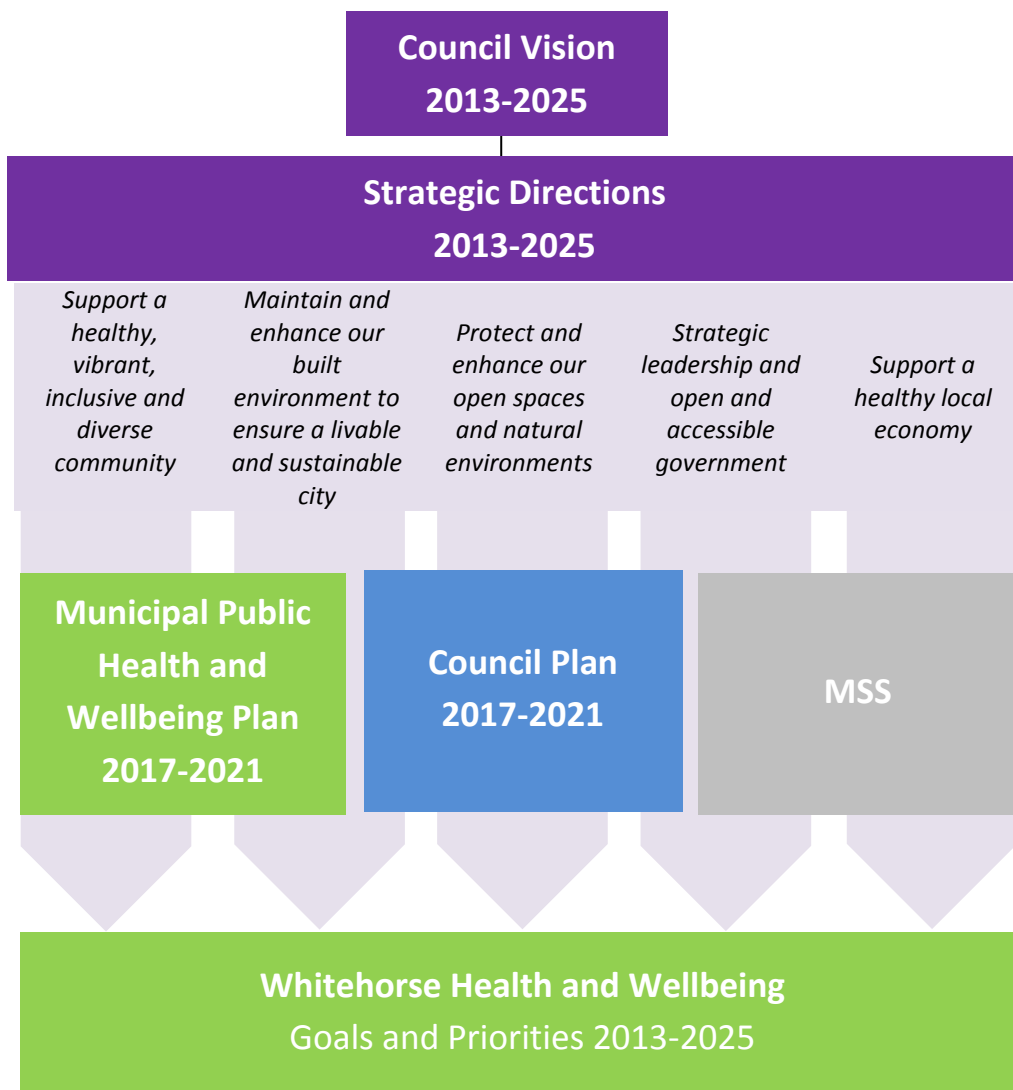 Council Vision
2013-2025
Strategic Directions
2013-2025
Support a
healthy,
vibrant,
inclusive and
diverse
community
Maintain and
enhance our
built
environment to
ensure a livable
and sustainable
city
Protect and
enhance our
open spaces
and natural
environments
Strategic
leadership and
open and
accessible
government
Support a
healthy local
economy
Municipal Public
Health and
Wellbeing Plan
2017-2021
Council Plan
2017-2021
MSS
Whitehorse Health and Wellbeing
Goals and Priorities 2013-2025